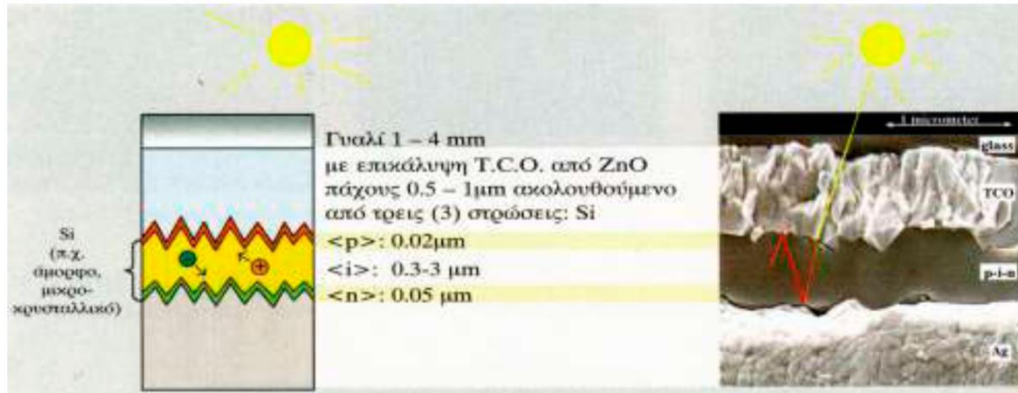 Γυαλί 1 – 4 mm
με επικάλυψη T.C.O. από ZnO
πάχους 0.5 – 1μm ακολουθούμενο
από τρεις (3) στρώσεις: Si
<p>: 0.02μm
<i>: 0.3-3 μm
<n>: 0.05 μm
Si
(π.χ.
άμορφο,
μικρο-
κρυσταλλικό)
1 micrometer
glass
TCO
p-i-n
Ag